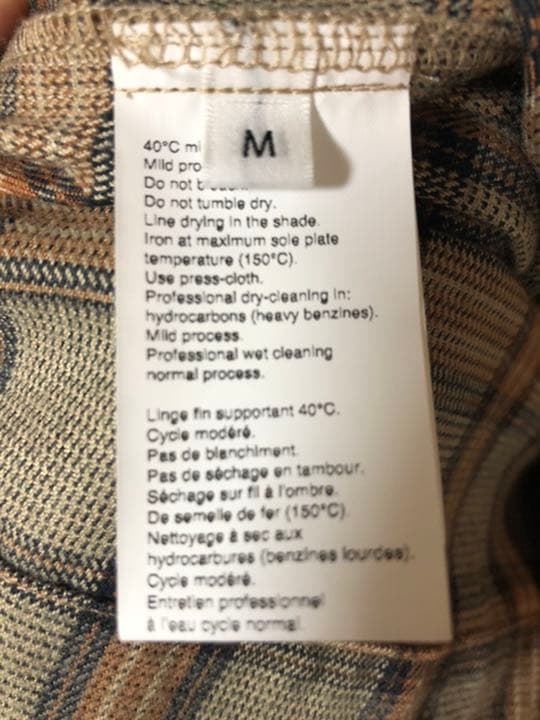 M
40°C
Mild
Do not
Do not tumble dry.
Line drying in the shade.
Iron at maximum sole plate
temperature (150°C).
Use press-cloth.
Professional dry-cleaning in:
hydrocarbons (heavy benzines).
Mild process.
Professional wet cleaning
normal process.
Linge fin supportant 40°C.
Cycle modéré.
Pas de blanchiment.
Pas de séchage en tambour.
Séchage sur fil à l'ombre.
De semelle de fer (150°C)
Nettoyage à sec aux
hydrocarbures (benzines lourdes).
Cycle modéré.
Entretien professionnel
à l'eau cycle normal.